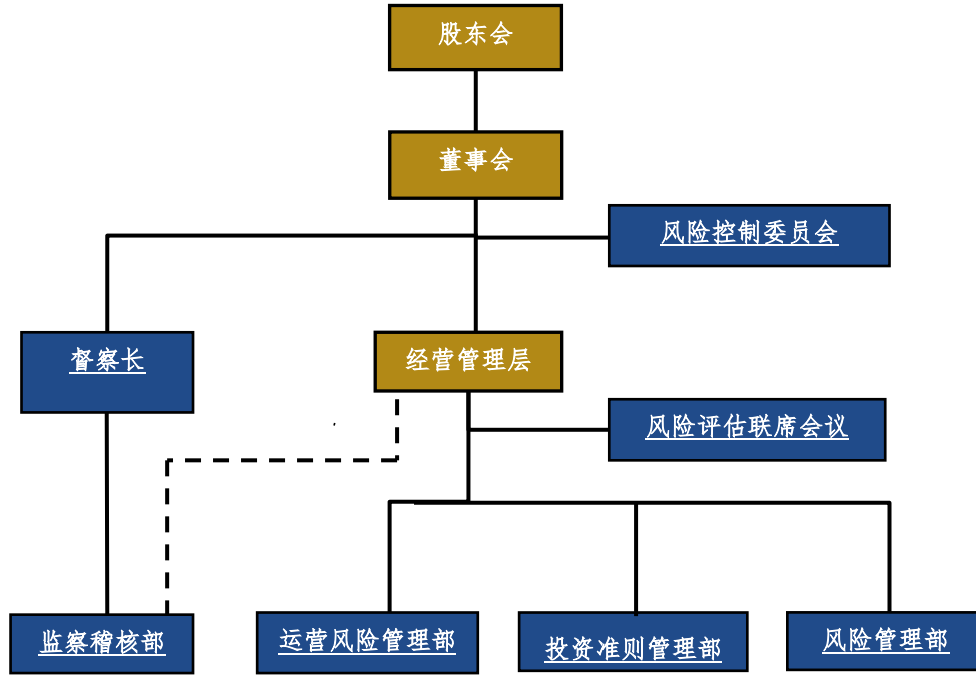 股东会
董事会
风险控制委员会
督察长
经营管理层
风险评估联席会议
监察稽核部
运营风险管理部
投资准则管理部
风险管理部